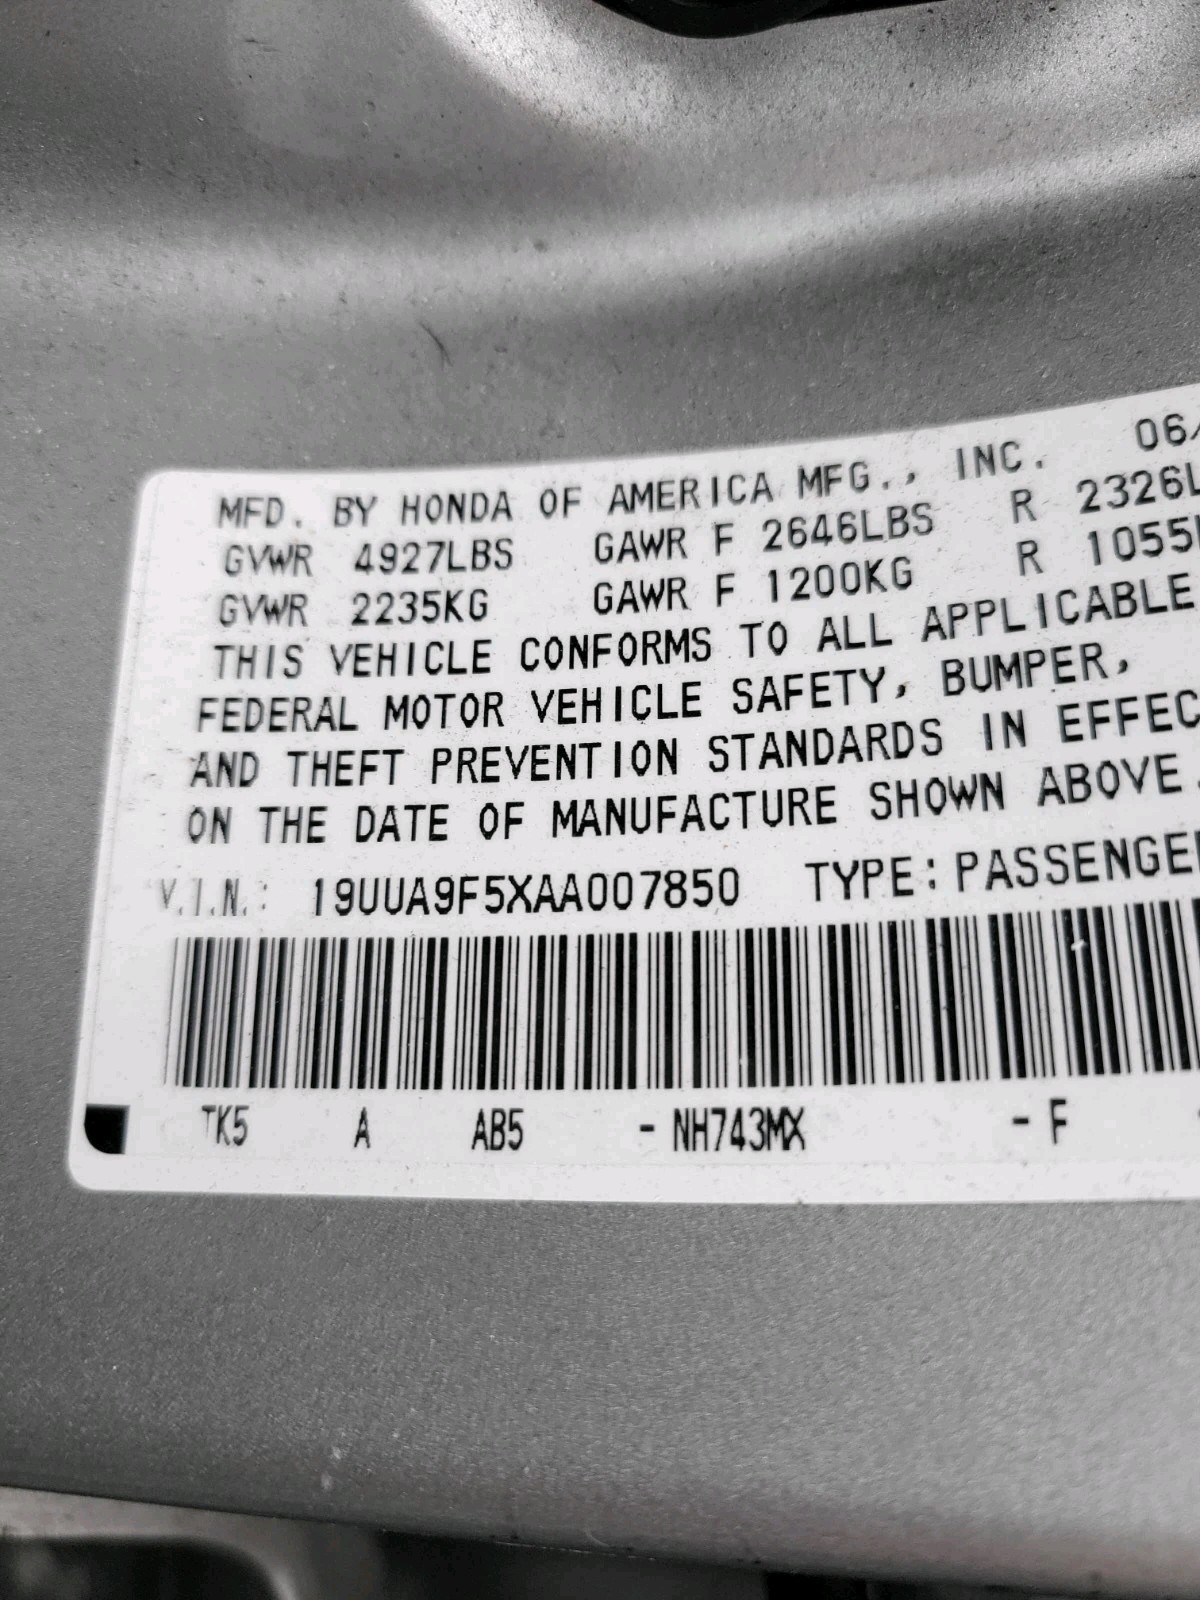 MFD. BY HONDA OF AMERICA MFG., INC. 06/
GVWR 4927LBS GAWR F 2646LBS R 2326L
GVWR 2235KG GAWR F 1200KG R 1055
THIS VEHICLE CONFORMS TO ALL APPLICABLE
FEDERAL MOTOR VEHICLE SAFETY, BUMPER,
AND THEFT PREVENTION STANDARDS IN EFFEC
ON THE DATE OF MANUFACTURE SHOWN ABOVE.
V.I.N.: 19UUA9F5XAA007850 TYPE: PASSENGE
TK5 A AB5 - NH743MX - F